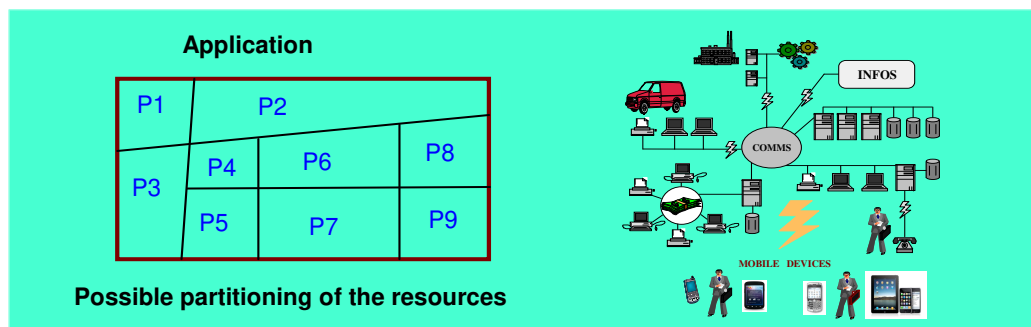 Application
P1
P2
P3
P4
P6
P8
P5
P7
P9
Possible partitioning of the resources
INFOS
COMMS
MOBILE DEVICES